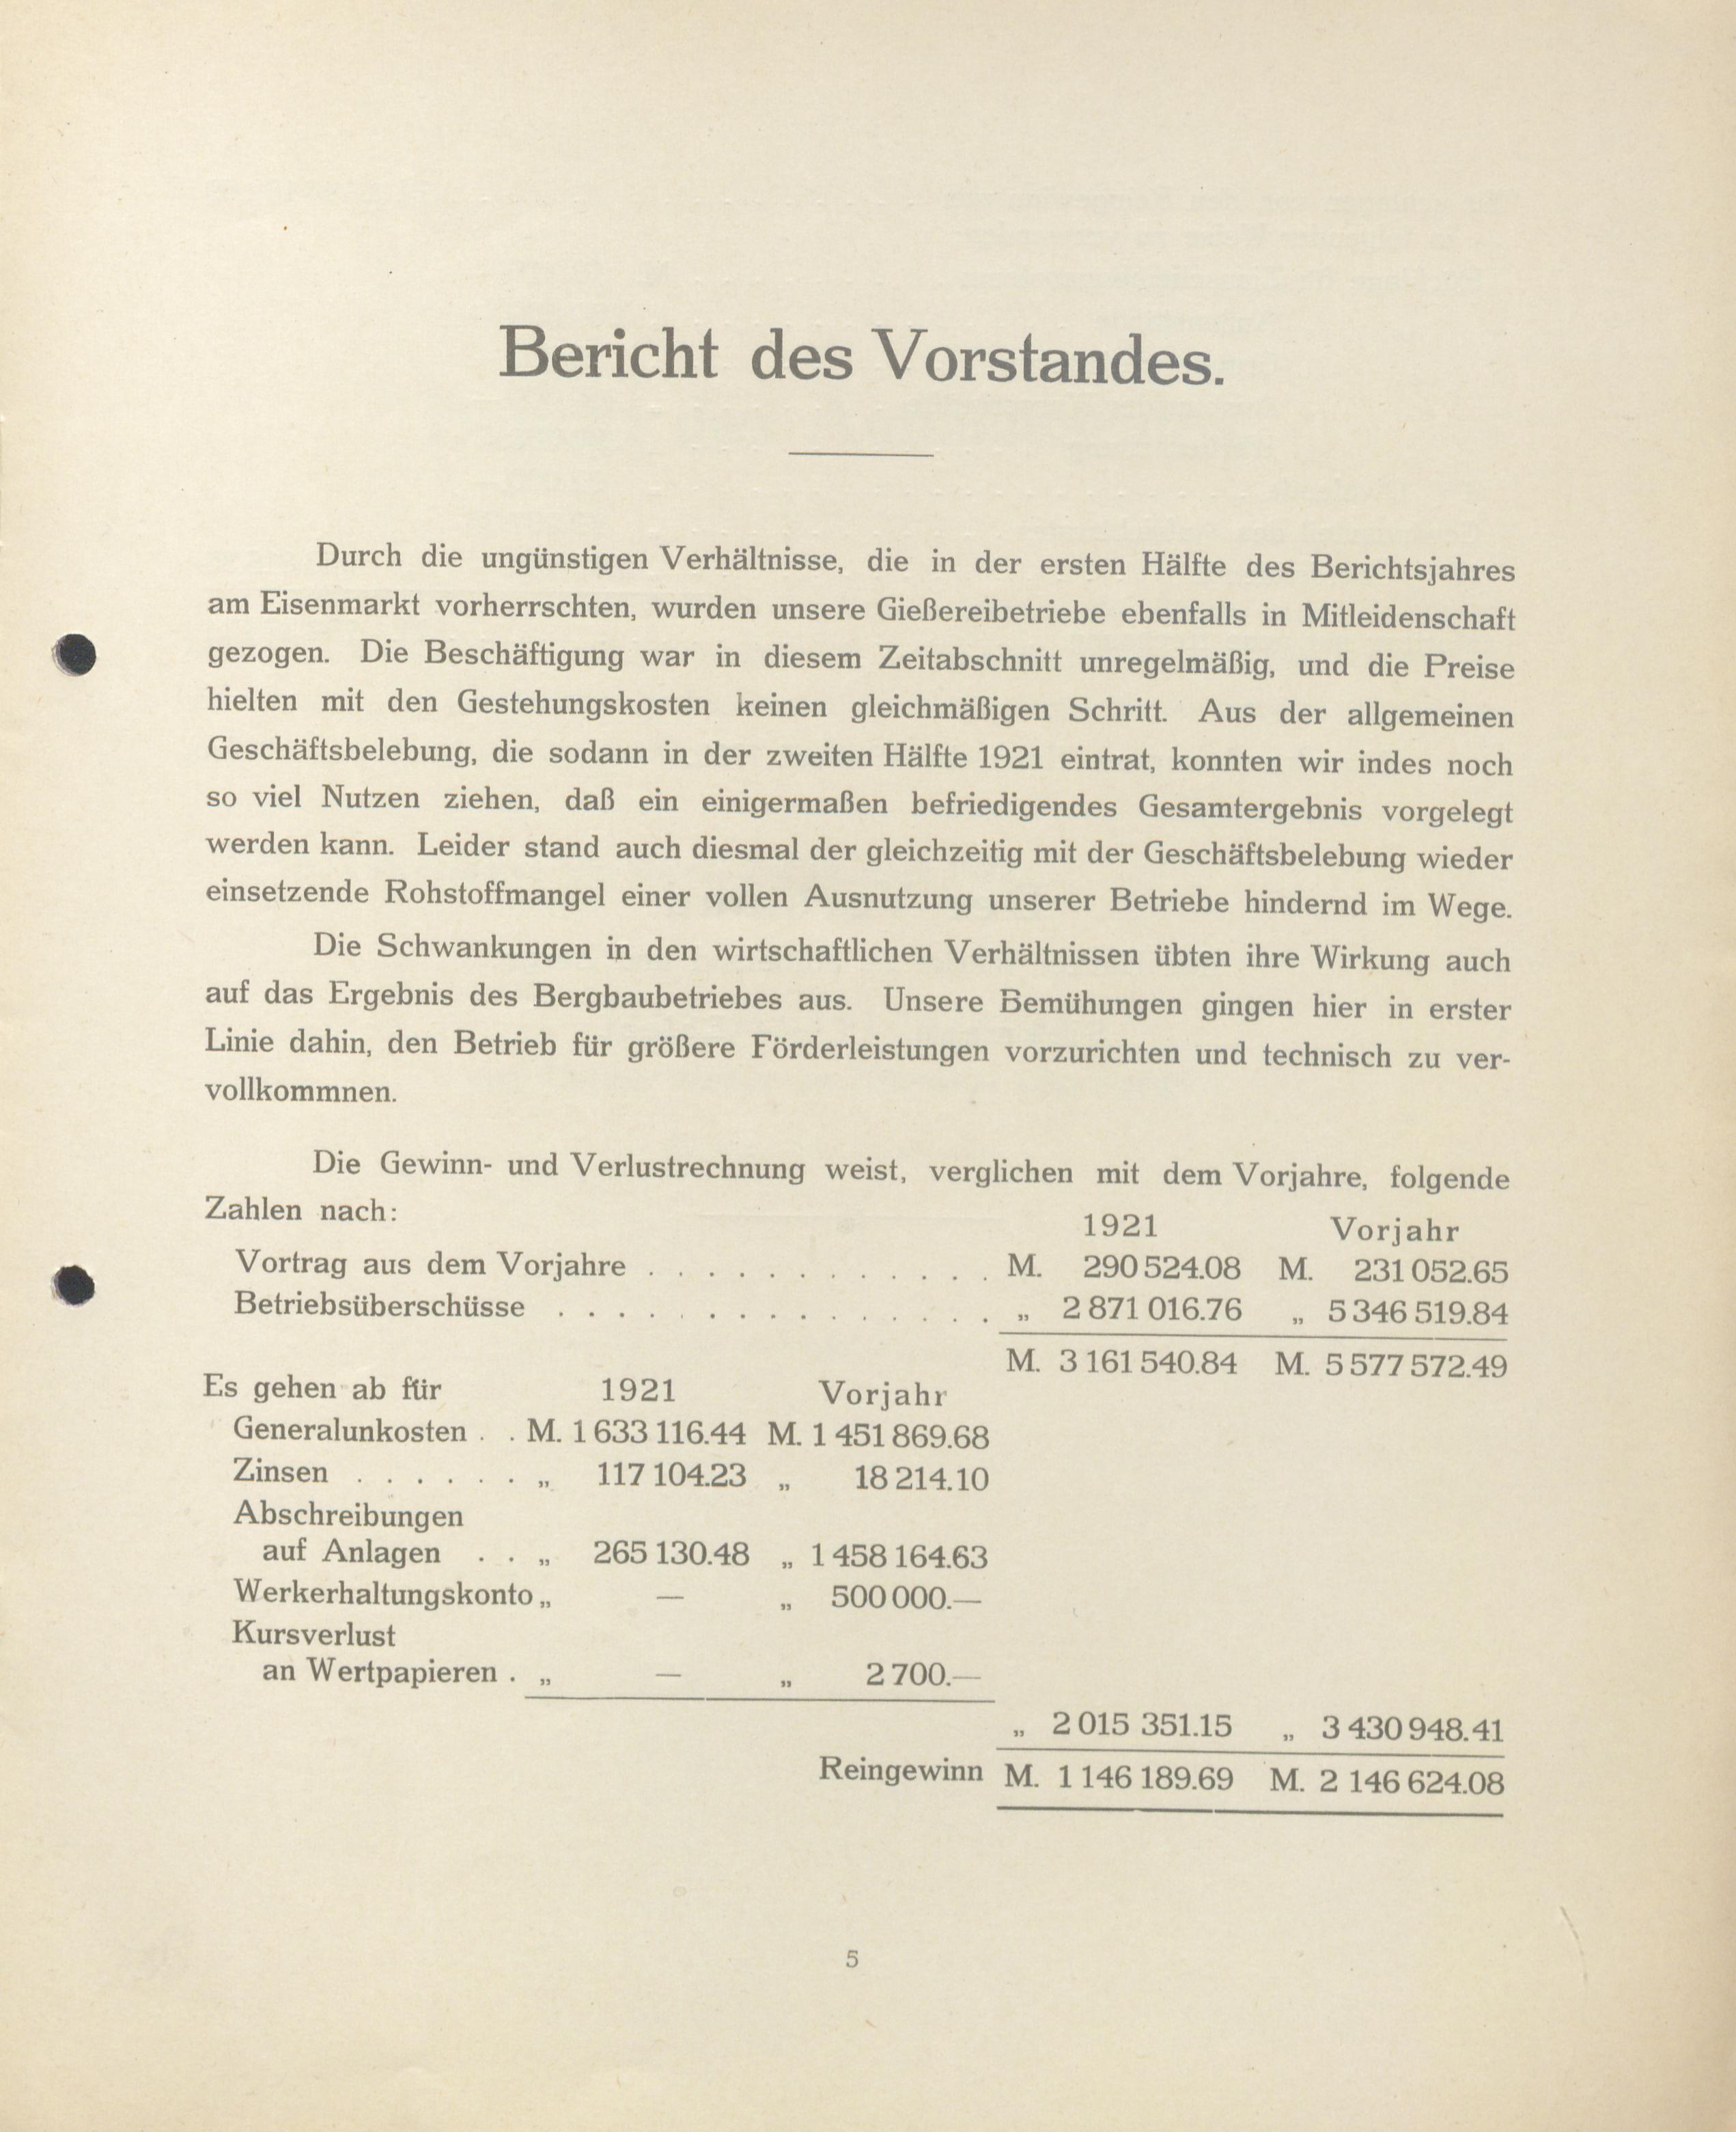 Bericht des Vorstandes.
Durch die ungünstigen Verhältnisse, die in der ersten Hälfte des Berichtsjahres
am Eisenmarkt vorherrschten, wurden unsere Gießereibetriebe ebenfalls in Mitleidenschaft
gezogen. Die Beschäftigung war in diesem Zeitabschnitt unregelmäßig, und die Preise
hielten mit den Gestehungskosten keinen gleichmäßigen Schritt. Aus der allgemeinen
Geschäftsbelebung, die sodann in der zweiten Hälfte 1921 eintrat, konnten wir indes noch
so viel Nutzen ziehen, daß ein einigermaßen befriedigendes Gesamtergebnis vorgelegt
werden kann. Leider stand auch diesmal der gleichzeitig mit der Geschäftsbelebung wieder
einsetzende Rohstoffmangel einer vollen Ausnutzung unserer Betriebe hindernd im Wege.
Die Schwankungen in den wirtschaftlichen Verhältnissen übten ihre Wirkung auch
auf das Ergebnis des Bergbaubetriebes aus. Unsere Bemühungen gingen hier in erster
Linie dahin, den Betrieb für größere Förderleistungen vorzurichten und technisch zu ver-
vollkommnen.
Die Gewinn- und Verlustrechnung weist, verglichen mit dem Vorjahre, folgende
Zahlen nach:
1921 Vorjahr
Vortrag aus dem Vorjahre . . . . . . . . . . . . M. 290 524.08 M. 231 052.65
Betriebsüberschüsse . . . . . . . . . . . . . . . „ 2 871 016.76 „ 5 346 519.84
M. 3 161 540.84 M. 5 577 572.49
Es gehen ab für 1921 Vorjahr
Generalunkosten . . M. 1 633 116.44 M. 1 451 869.68
Zinsen . . . . . . „ 117 104.23 „ 18 214.10
Abschreibungen
auf Anlagen . . „ 265 130.48 „ 1 458 164.63
Werkerhaltungskonto „ — „ 500 000.—
Kursverlust
an Wertpapieren . „ — „ 2 700.—
„ 2 015 351.15 „ 3 430 948.41
Reingewinn M. 1 146 189.69 M. 2 146 624.08
5